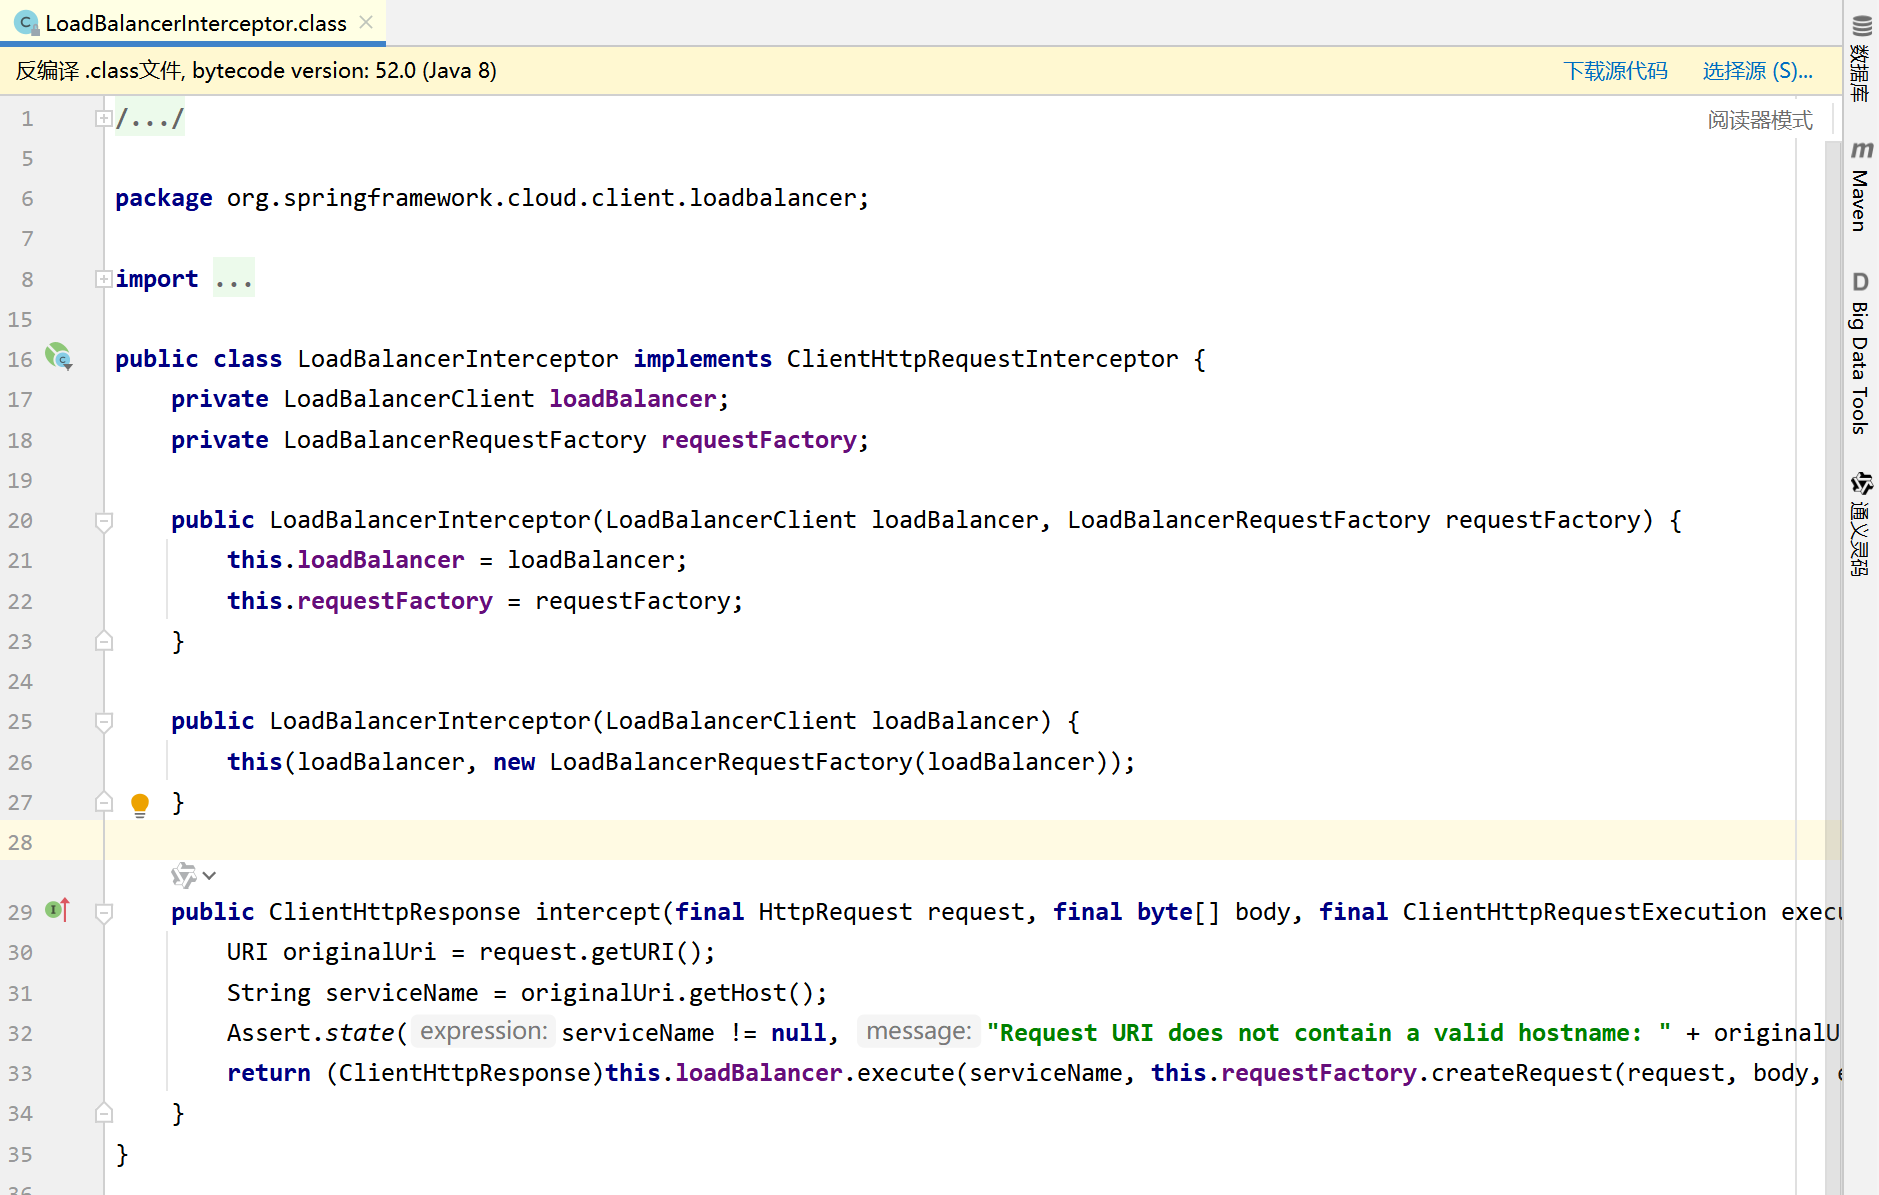 LoadBalancerInterceptor.class
反编译 .class文件, bytecode version: 52.0 (Java 8)
下载源代码
选择源 (S)...
阅读器模式
1 /.../
5
6 package org.springframework.cloud.client.loadbalancer;
7
8 import ...
15
16 public class LoadBalancerInterceptor implements ClientHttpRequestInterceptor {
17 private LoadBalancerClient loadBalancer;
18 private LoadBalancerRequestFactory requestFactory;
19
20 public LoadBalancerInterceptor(LoadBalancerClient loadBalancer, LoadBalancerRequestFactory requestFactory) {
21 this.loadBalancer = loadBalancer;
22 this.requestFactory = requestFactory;
23 }
24
25 public LoadBalancerInterceptor(LoadBalancerClient loadBalancer) {
26 this(loadBalancer, new LoadBalancerRequestFactory(loadBalancer));
27 }
28
29 public ClientHttpResponse intercept(final HttpRequest request, final byte[] body, final ClientHttpRequestExecution exec
30 URI originalUri = request.getURI();
31 String serviceName = originalUri.getHost();
32 Assert.state( expression: serviceName != null, message: "Request URI does not contain a valid hostname: " + originalU
33 return (ClientHttpResponse)this.loadBalancer.execute(serviceName, this.requestFactory.createRequest(request, body,
34 }
35 }
36
数据库
m Maven
D Big Data Tools
通义灵码